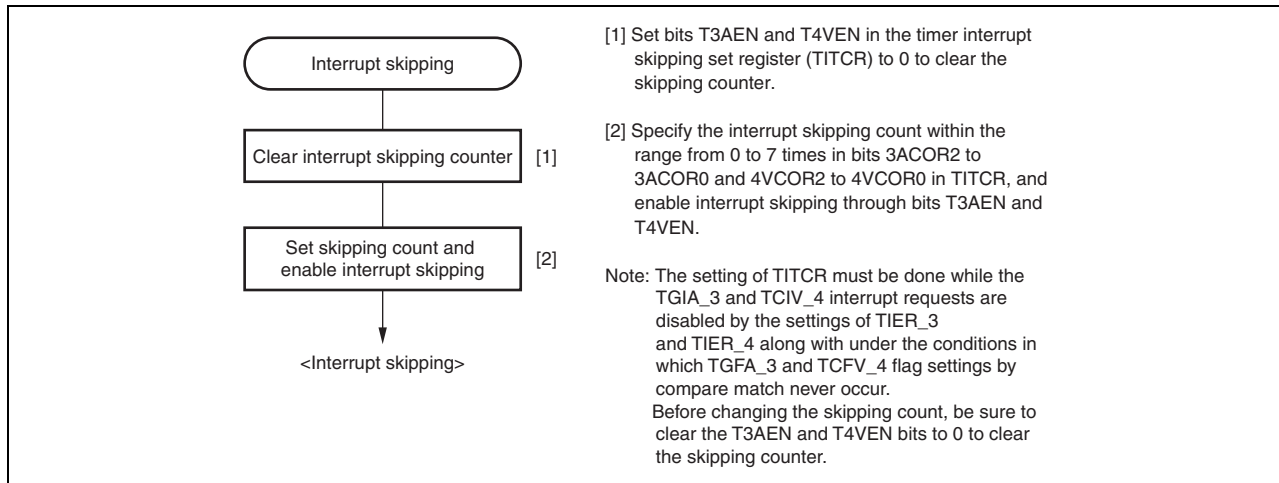 Interrupt skipping
Clear interrupt skipping counter
[1]
Set skipping count and
enable interrupt skipping
[2]
<Interrupt skipping>
[1] Set bits T3AEN and T4VEN in the timer interrupt
skipping set register (TITCR) to 0 to clear the
skipping counter.
[2] Specify the interrupt skipping count within the
range from 0 to 7 times in bits 3ACOR2 to
3ACOR0 and 4VCOR2 to 4VCOR0 in TITCR, and
enable interrupt skipping through bits T3AEN and
T4VEN.
Note: The setting of TITCR must be done while the
TGIA_3 and TCIV_4 interrupt requests are
disabled by the settings of TIER_3
and TIER_4 along with under the conditions in
which TGFA_3 and TCFV_4 flag settings by
compare match never occur.
Before changing the skipping count, be sure to
clear the T3AEN and T4VEN bits to 0 to clear
the skipping counter.